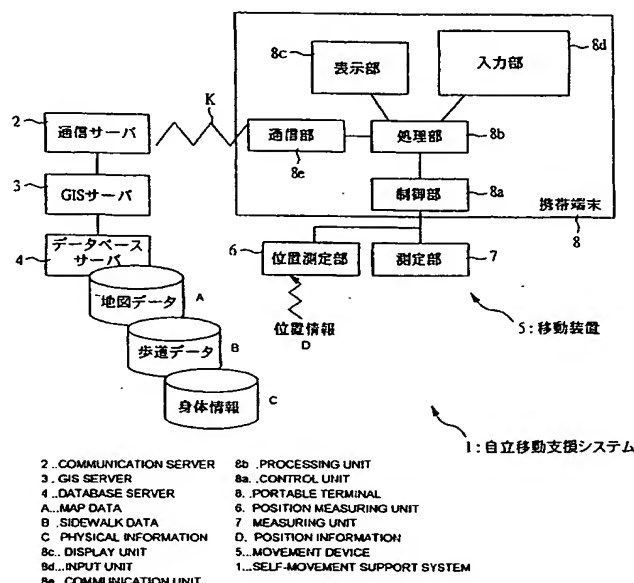 8c
表示部
8d
入力部
K
2
通信サーバ
通信部
8e
処理部
8b
3
GISサーバ
制御部
8a
携帯端末
8
4
データベース
サーバ
6
位置測定部
測定部
7
地図データ
A
位置情報
D
5:移動装置
歩道データ
B
身体情報
C
1:自立移動支援システム
2...COMMUNICATION SERVER
3..GIS SERVER
4...DATABASE SERVER
A...MAP DATA
B..SIDEWALK DATA
C PHYSICAL INFORMATION
8c.. DISPLAY UNIT
8d...INPUT UNIT
8e COMMUNICATION UNIT
8b .PROCESSING UNIT
8a. .CONTROL UNIT
8. .PORTABLE TERMINAL
6. POSITION MEASURING UNIT
7 MEASURING UNIT
D. POSITION INFORMATION
5...MOVEMENT DEVICE
1...SELF-MOVEMENT SUPPORT SYSTEM